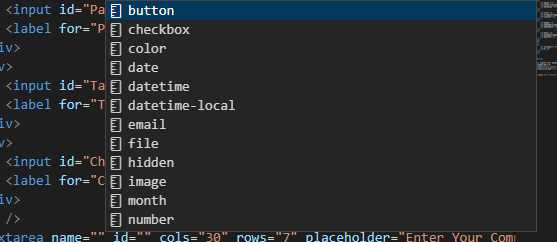 <input id="Pa
button
<label for="P
checkbox
iv>
color
v>
date
<input id="Ta
datetime
<label for="T
datetime-local
iv>
email
v>
file
<input id="Ch
hidden
<label for="C
image
iv>
month
/>
number
xtarea name="" id="" cols="30" rows="7" placeholder="Enter Your Com